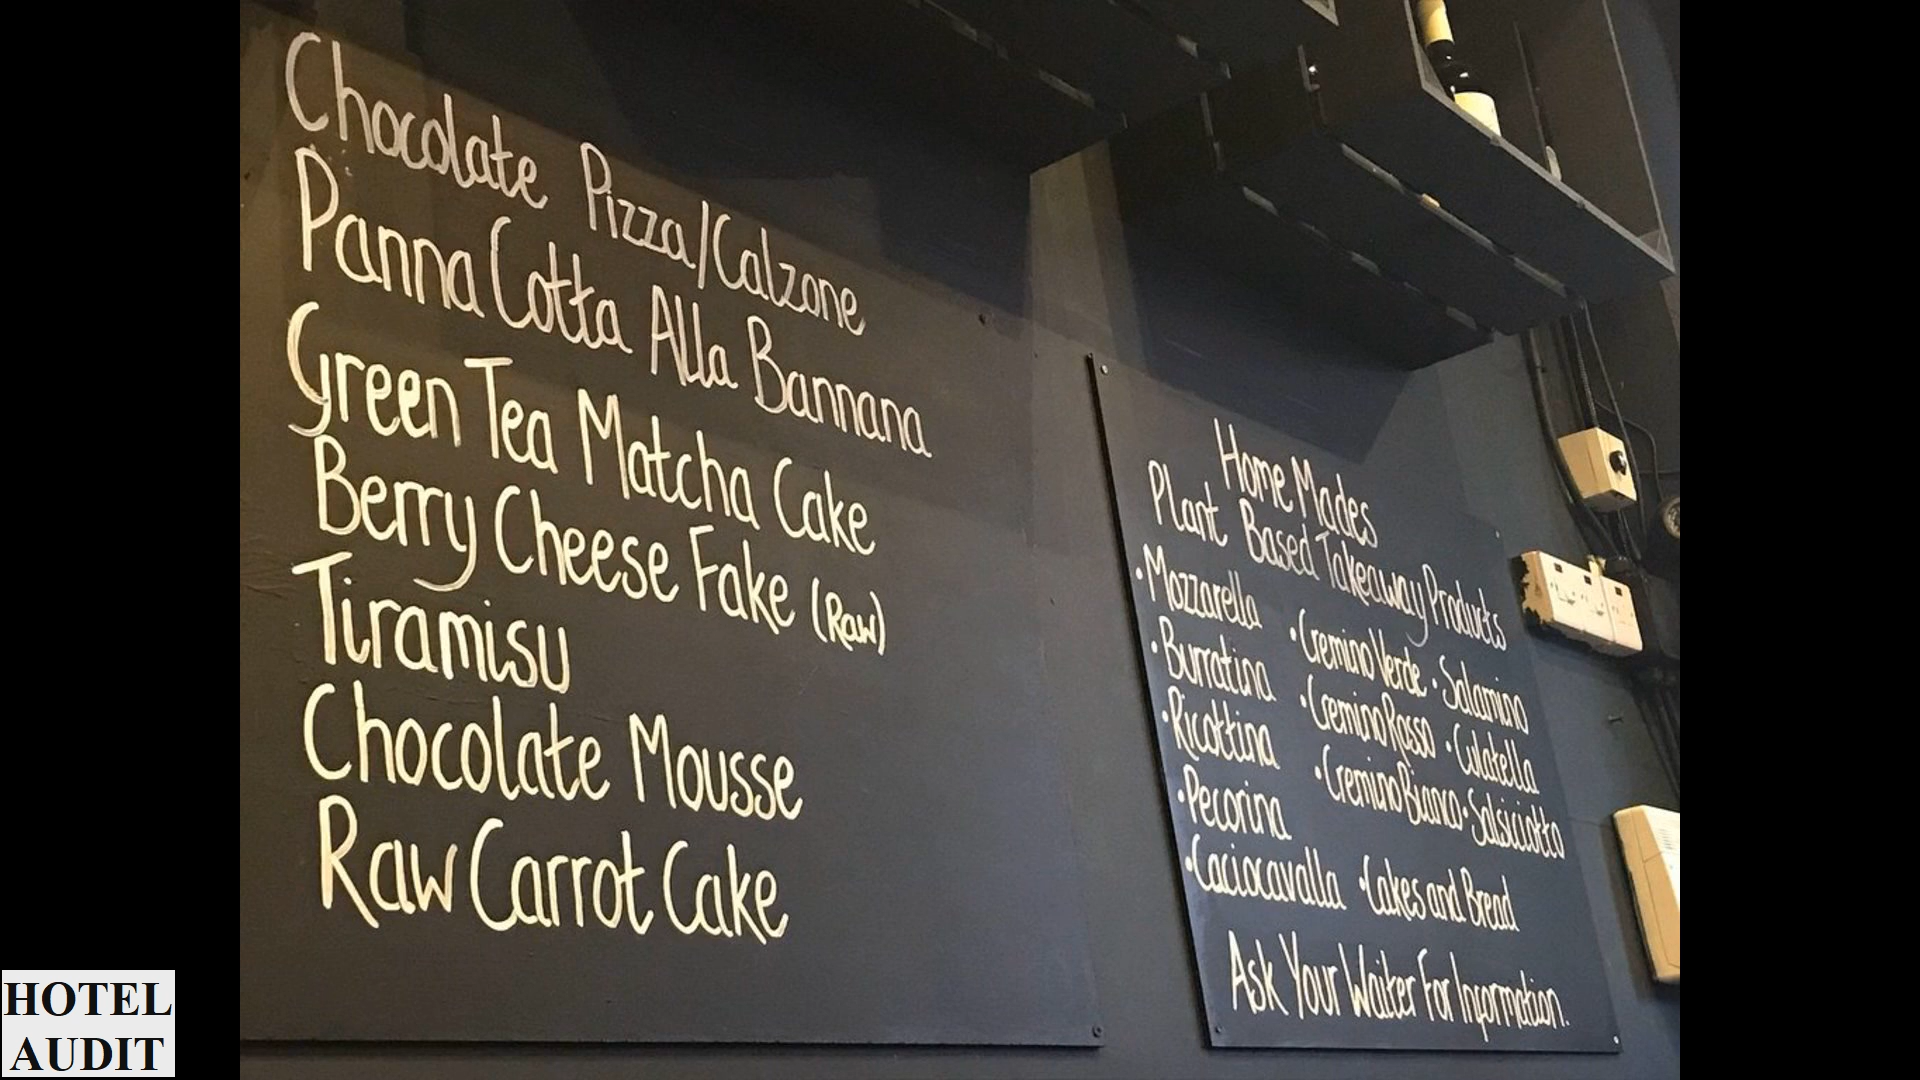 Chocolate Pizza/Calzone
Panna Cotta Alla Bannana
Green Tea Matcha Cake
Berry Cheese Fake (Raw)
Tiramisu
Chocolate Mousse
Raw Carrot Cake
Home Mades
Plant Based Takeaway Products
• Mozzarella • Cremino Verde • Salamino
• Burratina • Cremino Rosso • Culatella
• Ricottina • Cremino Bianco • Salsiciotto
• Pecorina
• Caciocavalla • Cakes and Bread
Ask Your Waiter For Information.
HOTEL
AUDIT